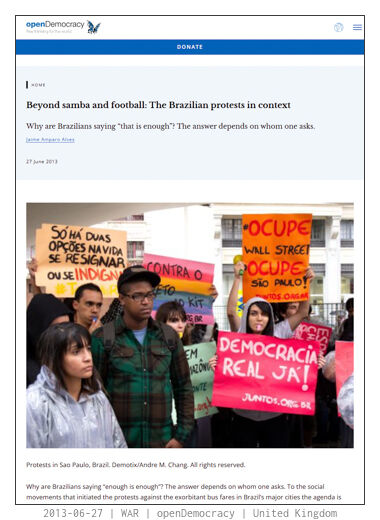 openDemocracy
free thinking for the world
DONATE
HOME
Beyond samba and football: The Brazilian protests in context
Why are Brazilians saying “that is enough”? The answer depends on whom one asks.
Jaime Amparo Alves
27 June 2013
SÓ HÁ DUAS
OPÇÕES NA VIDA
SE RESIGNAR
OU SE INDIGNA
CONTRA O
KIT
#OCUPE
WALL STREET
#OCUPE
SÃO PAULO!
JUNTOS.ORG
DEMOCRACIA
REAL JÁ!
JUNTOS.ORG.BR
Protests in Sao Paulo, Brazil. Demotix/Andre M. Chang. All rights reserved.
Why are Brazilians saying “enough is enough”? The answer depends on whom one asks. To the social
movements that initiated the protests against the exorbitant bus fares in Brazil’s major cities the agenda is
2013-06-27 | WAR | openDemocracy | United Kingdom